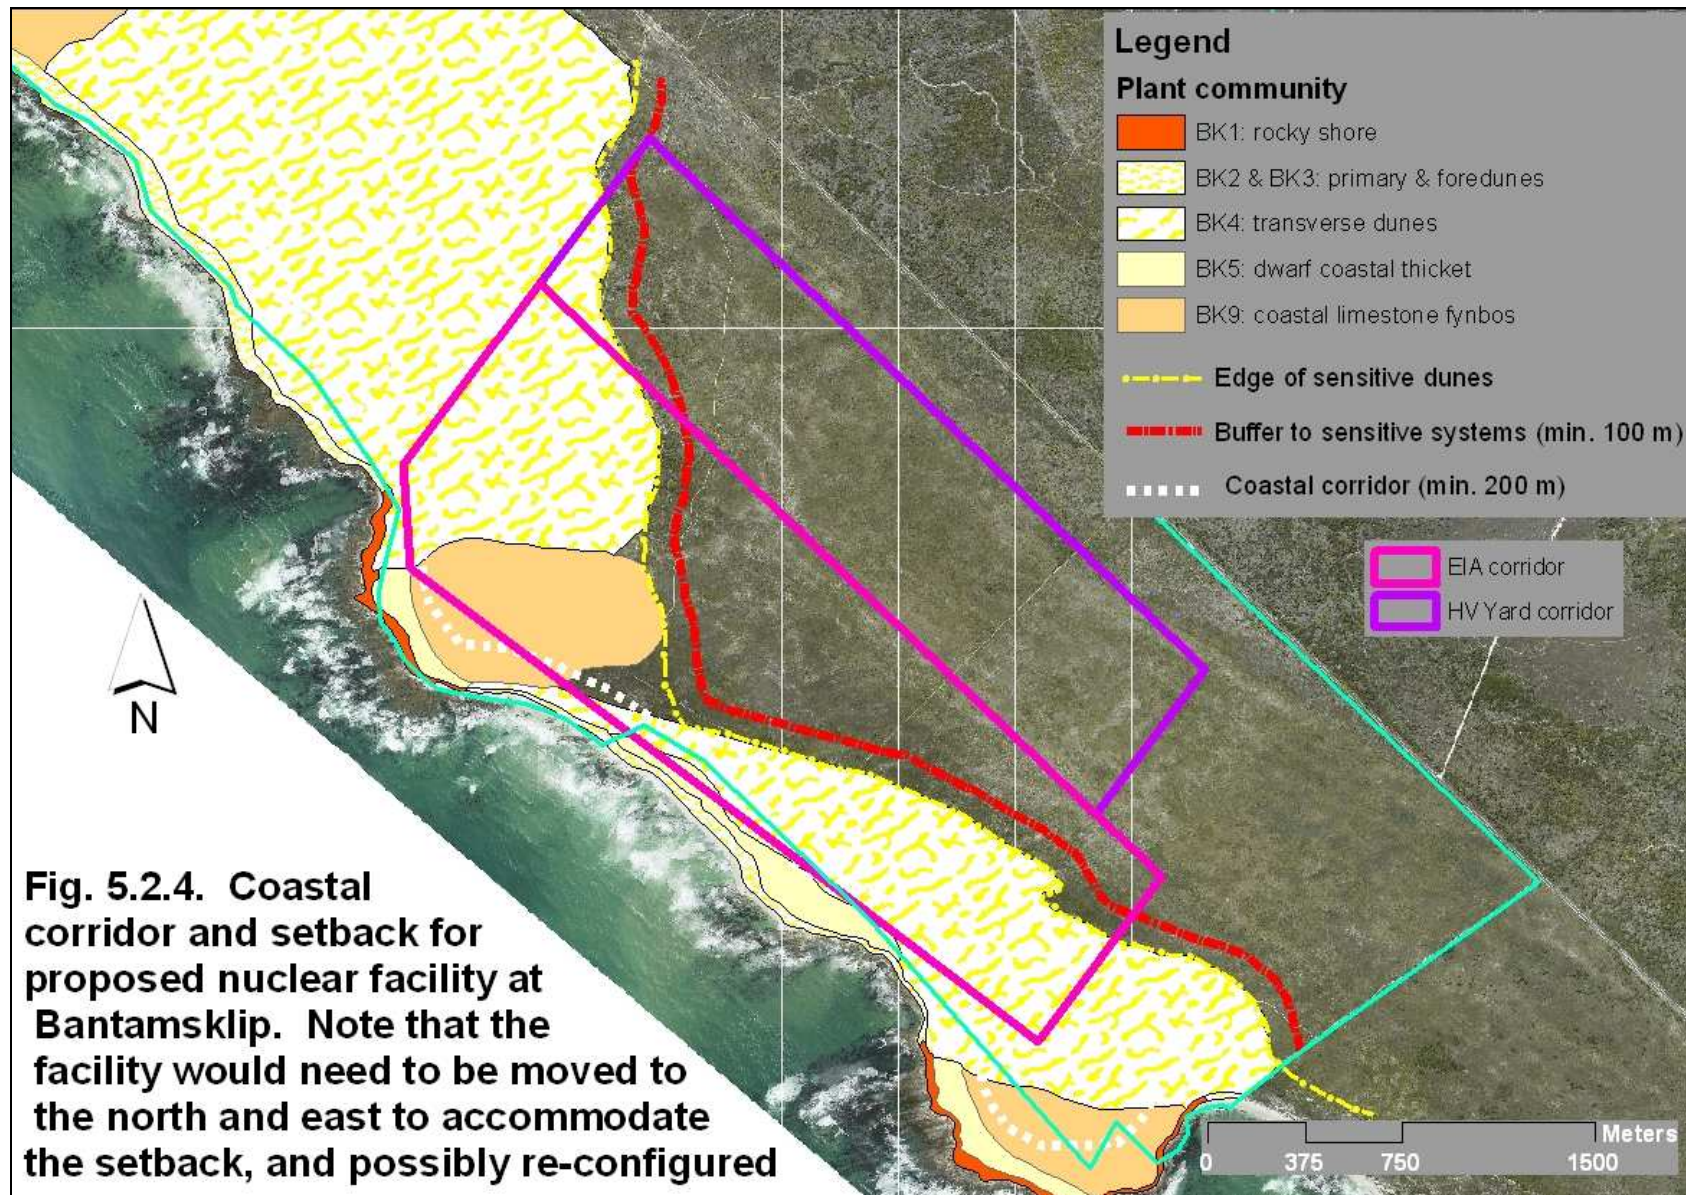 Legend
Plant community
BK1: rocky shore
BK2 & BK3: primary & foredunes
BK4: transverse dunes
BK5: dwarf coastal thicket
BK9: coastal limestone fynbos
Edge of sensitive dunes
Buffer to sensitive systems (min. 100 m)
Coastal corridor (min. 200 m)
EIA corridor
HV Yard corridor
N
Fig. 5.2.4. Coastal
corridor and setback for
proposed nuclear facility at
Bantamsklip. Note that the
facility would need to be moved to
the north and east to accommodate
the setback, and possibly re-configured
Meters
0 375 750 1500